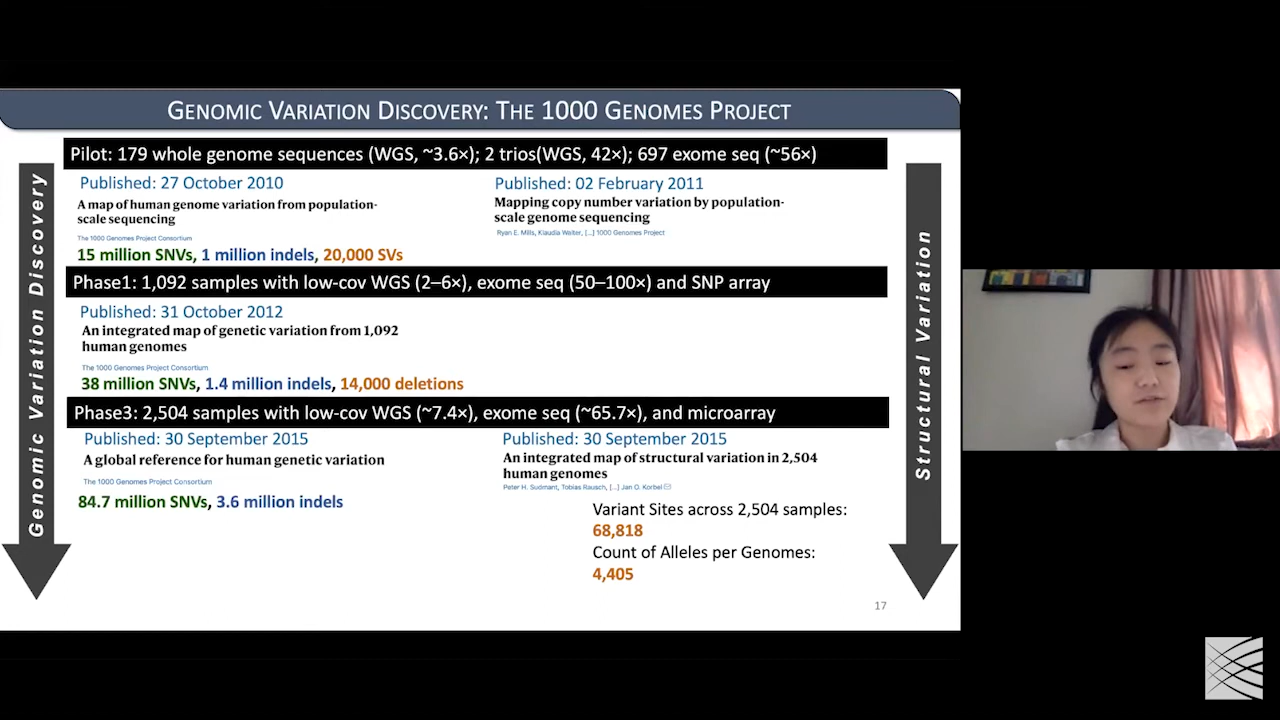 GENOMIC VARIATION DISCOVERY: THE 1000 GENOMES PROJECT
Genomic Variation Discovery
Pilot: 179 whole genome sequences (WGS, ~3.6×); 2 trios(WGS, 42×); 697 exome seq (~56×)
Published: 27 October 2010
A map of human genome variation from population-
scale sequencing
The 1000 Genomes Project Consortium
15 million SNVs, 1 million indels, 20,000 SVs
Published: 02 February 2011
Mapping copy number variation by population-
scale genome sequencing
Ryan E. Mills, Klaudia Walter, [...] 1000 Genomes Project
Phase1: 1,092 samples with low-cov WGS (2–6×), exome seq (50–100×) and SNP array
Published: 31 October 2012
An integrated map of genetic variation from 1,092
human genomes
The 1000 Genomes Project Consortium
38 million SNVs, 1.4 million indels, 14,000 deletions
Phase3: 2,504 samples with low-cov WGS (~7.4×), exome seq (~65.7×), and microarray
Published: 30 September 2015
A global reference for human genetic variation
The 1000 Genomes Project Consortium
84.7 million SNVs, 3.6 million indels
Published: 30 September 2015
An integrated map of structural variation in 2,504
human genomes
Peter H. Sudmant, Tobias Rausch, [...] Jan O. Korbel
Variant Sites across 2,504 samples:
68,818
Count of Alleles per Genomes:
4,405
Structural Variation
17